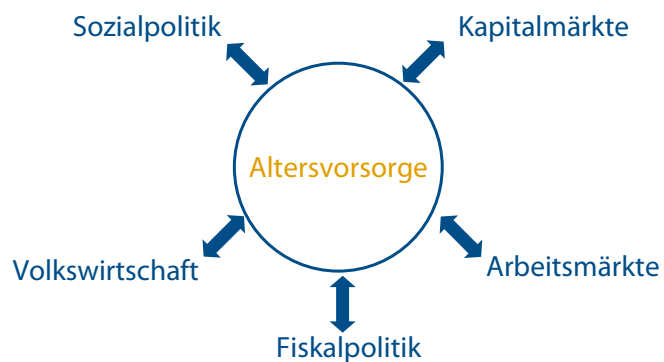 Sozialpolitik
Kapitalmärkte
Altersvorsorge
Volkswirtschaft
Arbeitsmärkte
Fiskalpolitik